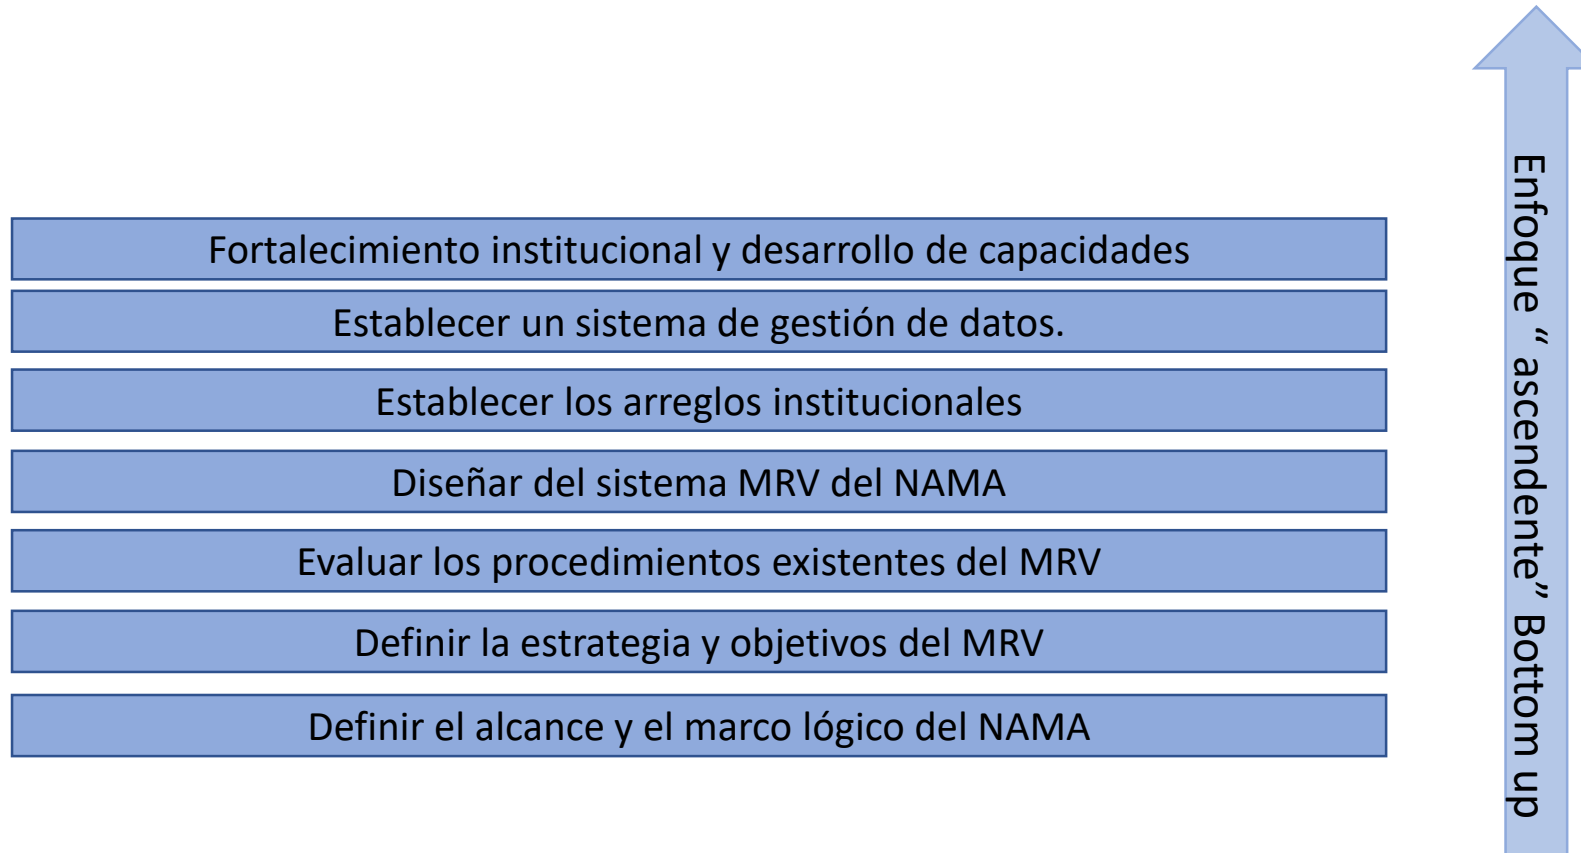 Fortalecimiento institucional y desarrollo de capacidades
Establecer un sistema de gestión de datos.
Establecer los arreglos institucionales
Diseñar del sistema MRV del NAMA
Evaluar los procedimientos existentes del MRV
Definir la estrategia y objetivos del MRV
Definir el alcance y el marco lógico del NAMA
Enfoque “ ascendente” Bottom up